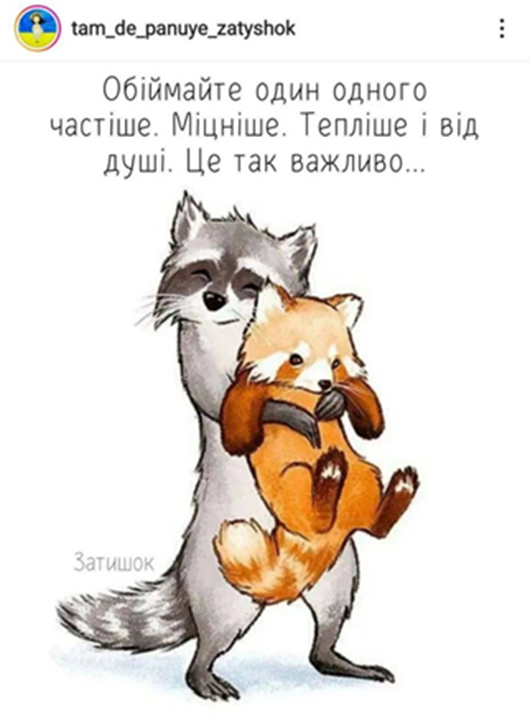 tam_de_panuye_zatyshok
Обіймайте один одного
частіше. Міцніше. Тепліше і від
душі. Це так важливо...
Затишок